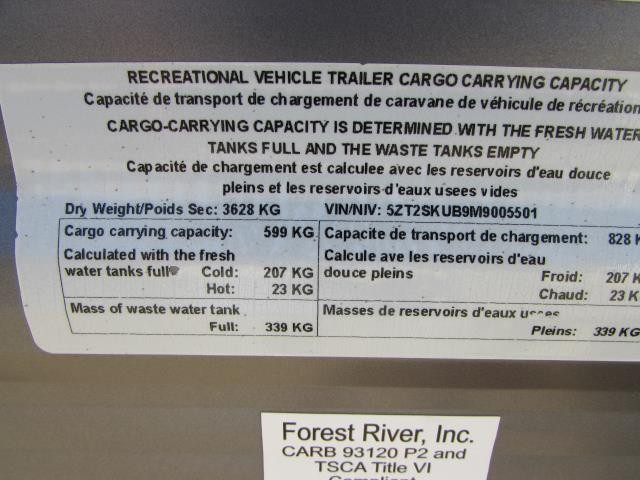 RECREATIONAL VEHICLE TRAILER CARGO CARRYING CAPACITY
Capacité de transport de chargement de caravane de véhicule de récréation
CARGO-CARRYING CAPACITY IS DETERMINED WITH THE FRESH WATER
TANKS FULL AND THE WASTE TANKS EMPTY
Capacité de chargement est calculee avec les reservoirs d'eau douce
pleins et les reservoirs d'eaux usees vides
Dry Weight/Poids Sec: 3628 KG VIN/NIV: 5ZT2SKUB9M9005501
Cargo carrying capacity: 599 KG
Calculated with the fresh
water tanks full Cold: 207 KG
Hot: 23 KG
Mass of waste water tank
Full: 339 KG
Capacite de transport de chargement: 828 K
Calcule ave les reservoirs d'eau
douce pleins Froid: 207 K
Chaud: 23 K
Masses de reservoirs d'eaux usees
Pleins: 339 KG
Forest River, Inc.
CARB 93120 P2 and
TSCA Title VI
Compliant